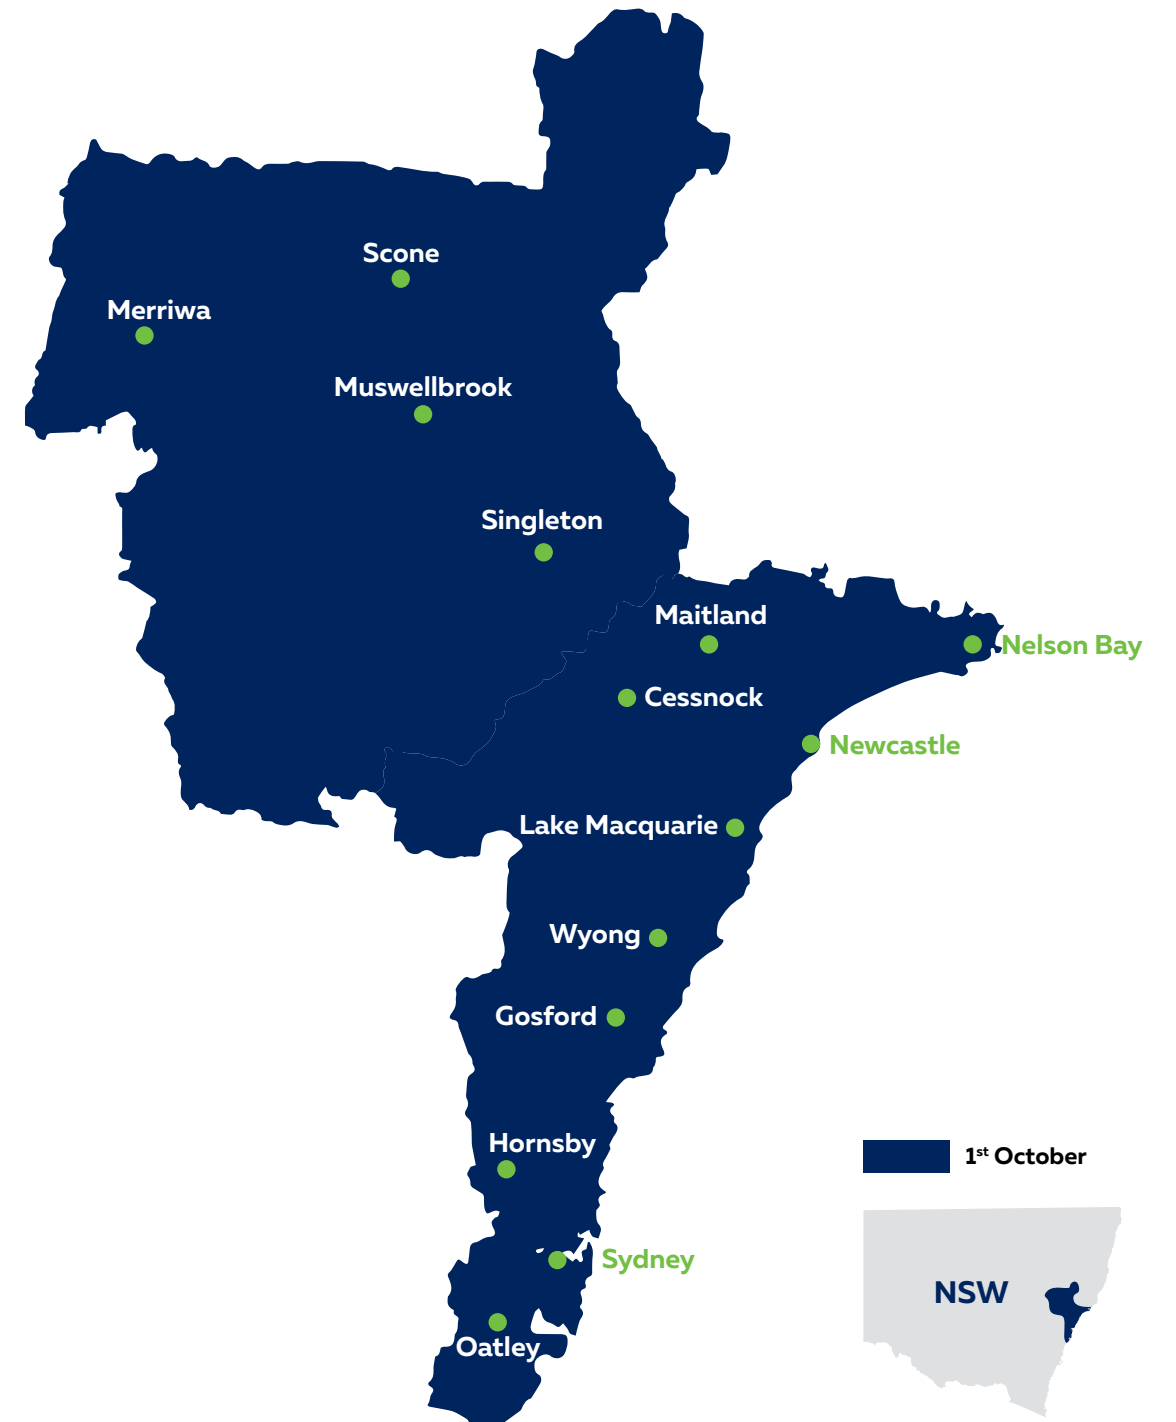 Scone
Merriwa
Muswellbrook
Singleton
Maitland
Nelson Bay
Cessnock
Newcastle
Lake Macquarie
Wyong
Gosford
Hornsby
1st October
Sydney
NSW
Oatley